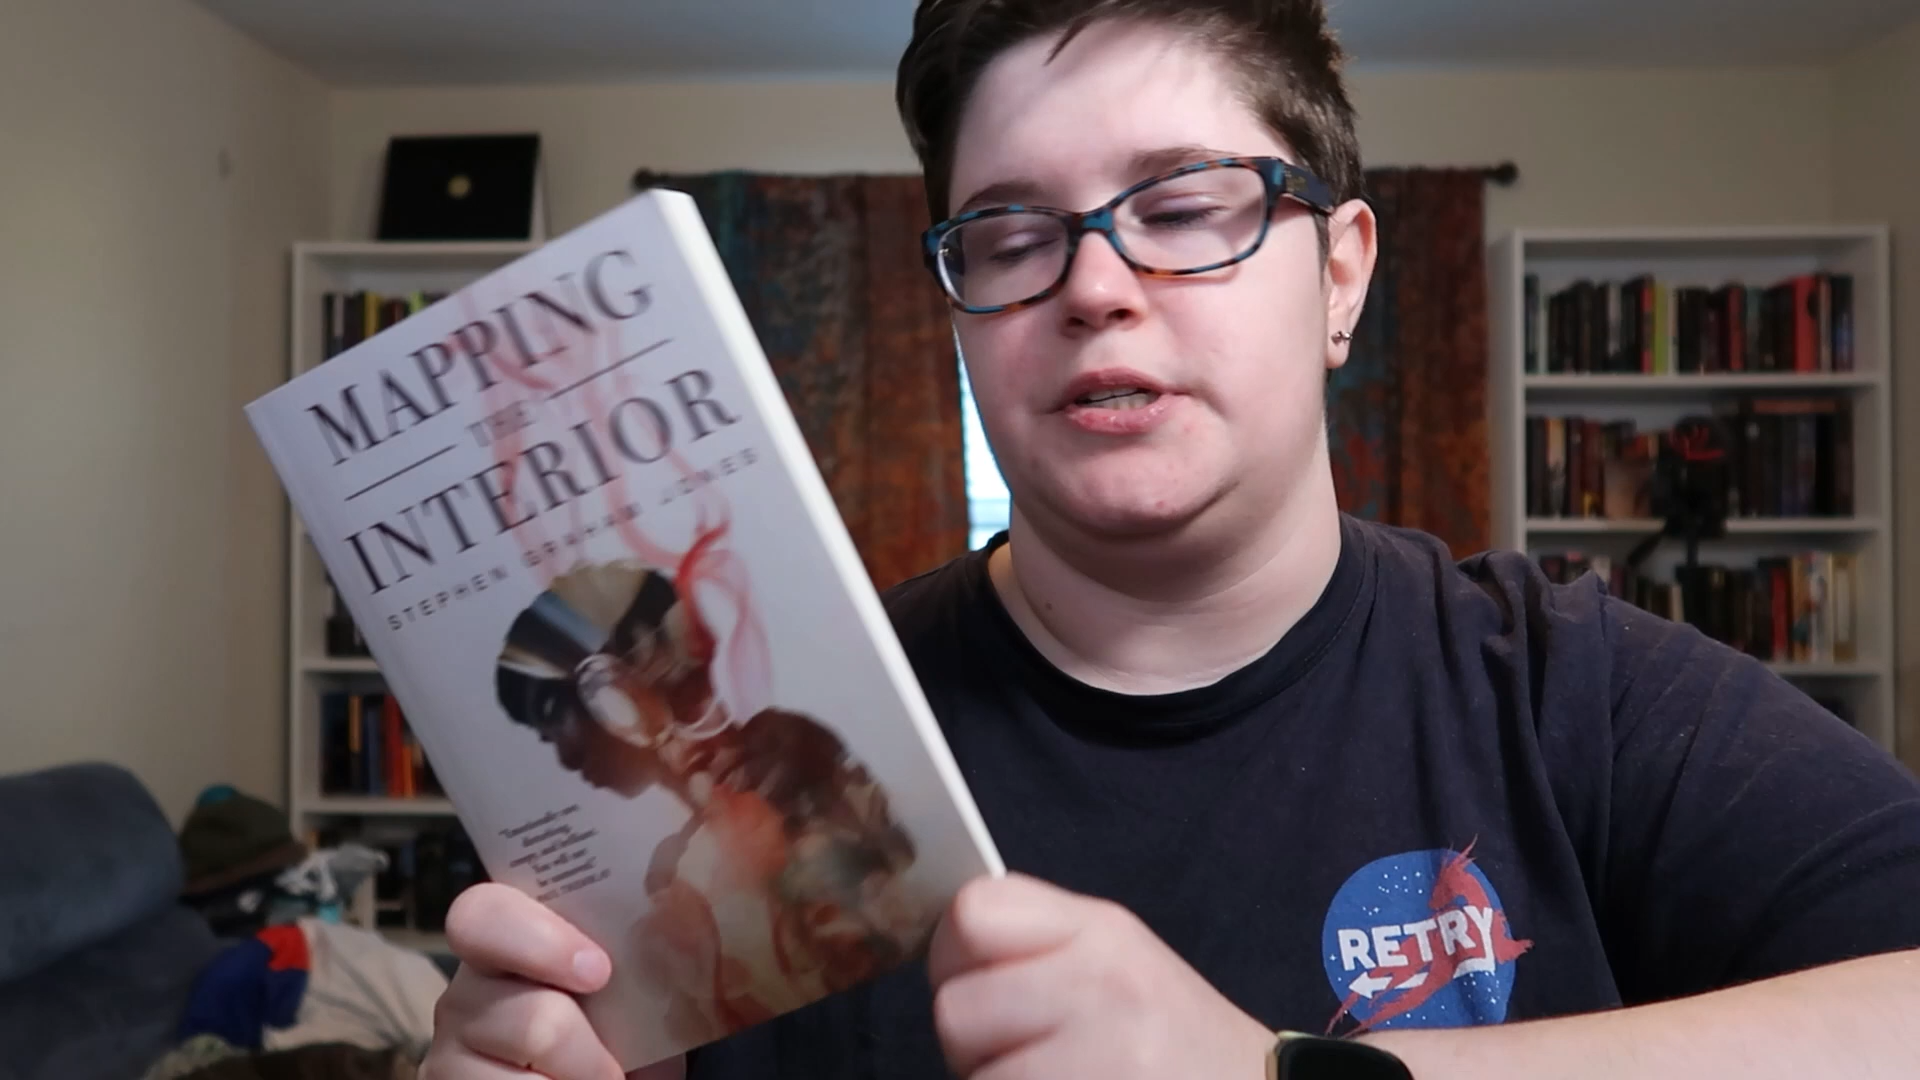 MAPPING
THE
INTERIOR
STEPHEN GRAHAM JONES
RETRY